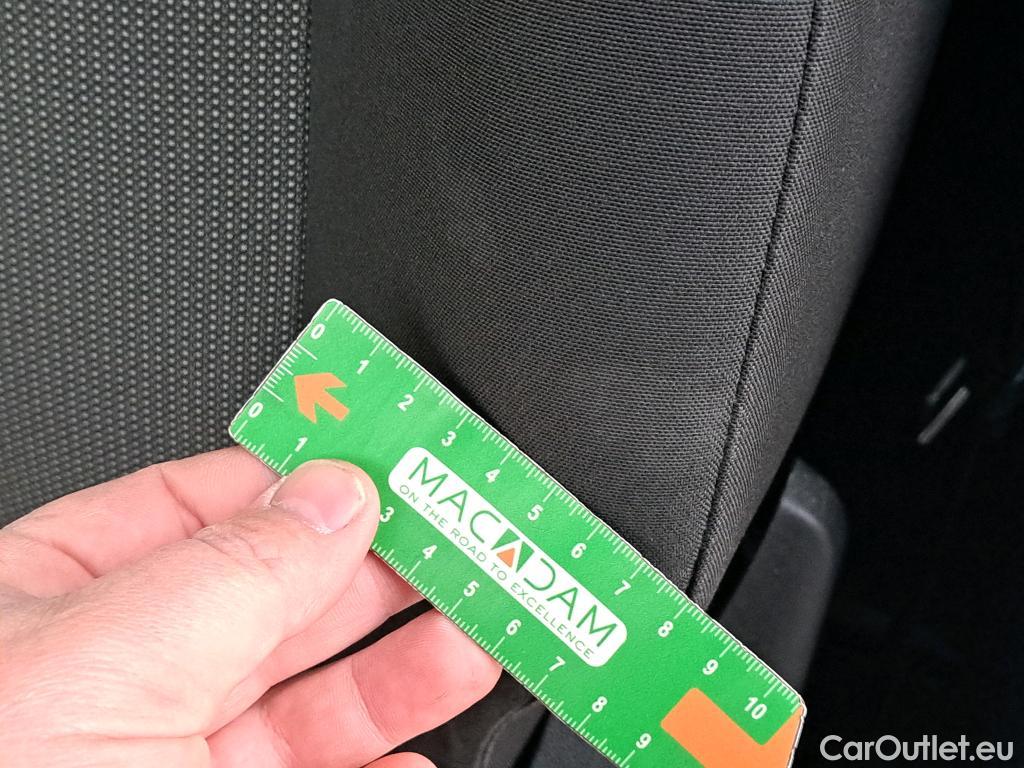 0 1 2 3 4 5 6 7 8 9 10
MACADAM
ON THE ROAD TO EXCELLENCE
0 1 3 4 5 6 7 8 9
CarOutlet.eu